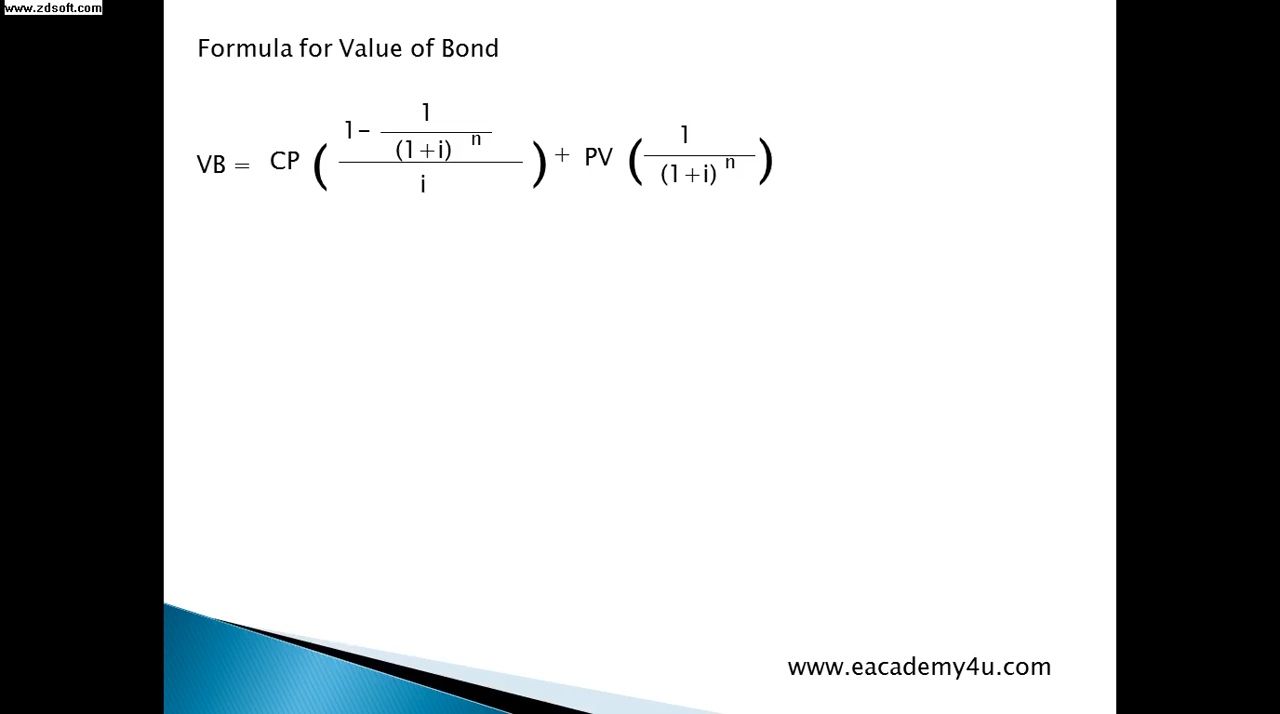 www.zdsoft.com
Formula for Value of Bond
VB = CP ( 1- 1 / (1+i) n / i ) + PV ( 1 / (1+i) n )
www.eacademy4u.com